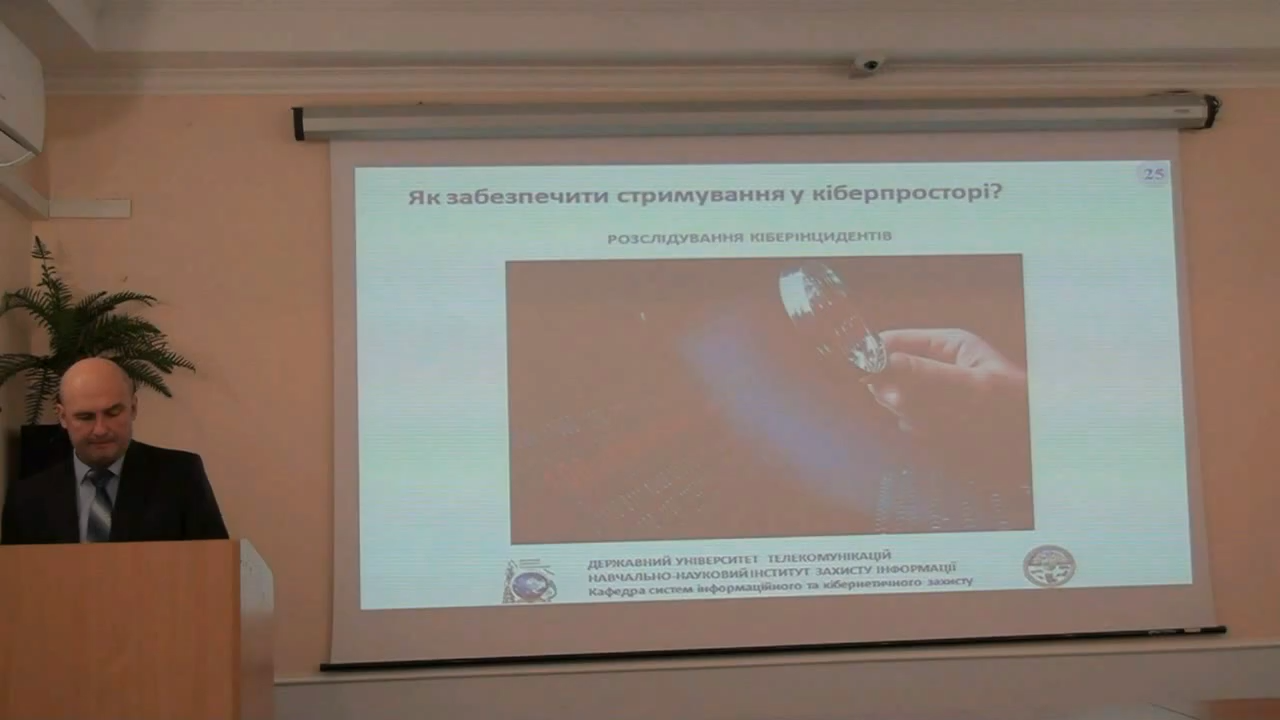 25
Як забезпечити стримування у кіберпросторі?
РОЗСЛІДУВАННЯ КІБЕРІНЦИДЕНТІВ
ДЕРЖАВНИЙ УНІВЕРСИТЕТ ТЕЛЕКОМУНІКАЦІЙ
НАВЧАЛЬНО-НАУКОВИЙ ІНСТИТУТ ЗАХИСТУ ІНФОРМАЦІЇ
Кафедра систем інформаційного та кібернетичного захисту